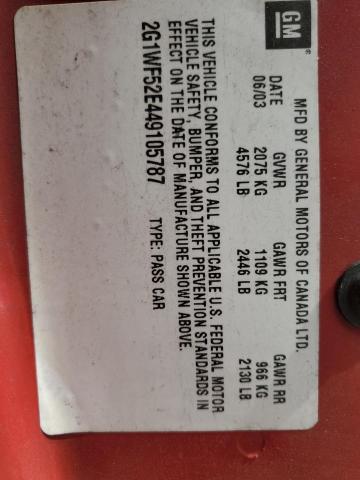 GM®
MFD BY GENERAL MOTORS OF CANADA LTD.
DATE GVWR GAWR FRT GAWR RR
06/03 2075 KG 1109 KG 966 KG
4576 LB 2446 LB 2130 LB
THIS VEHICLE CONFORMS TO ALL APPLICABLE U.S. FEDERAL MOTOR
VEHICLE SAFETY, BUMPER, AND THEFT PREVENTION STANDARDS IN
EFFECT ON THE DATE OF MANUFACTURE SHOWN ABOVE.
2G1WF52E449105787 TYPE: PASS CAR